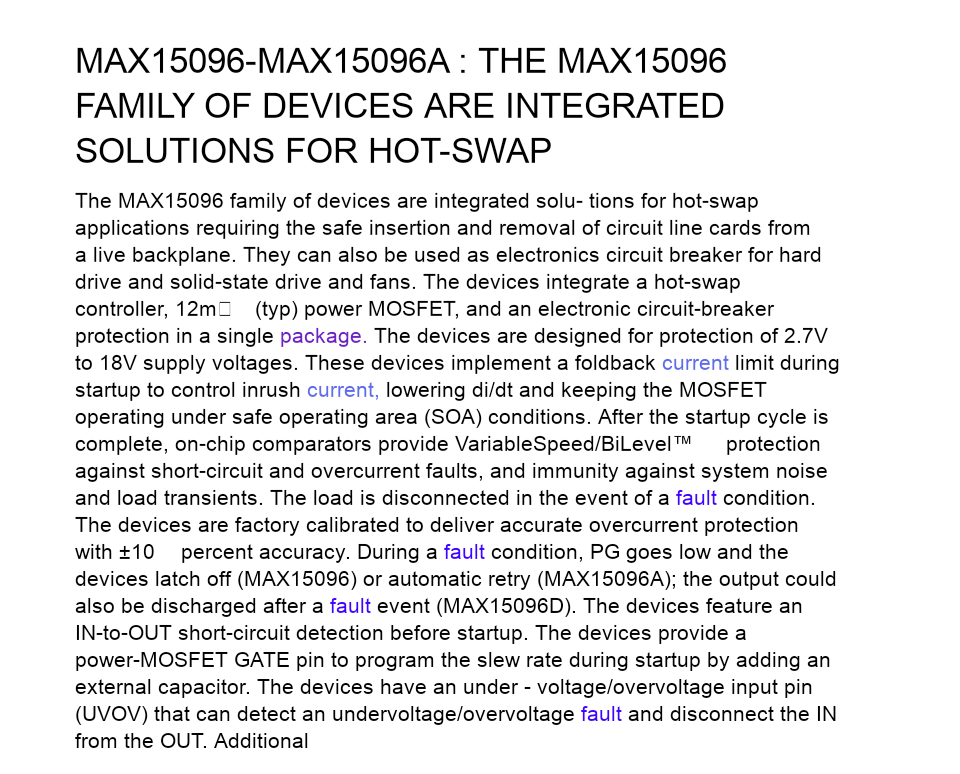 MAX15096-MAX15096A : THE MAX15096
FAMILY OF DEVICES ARE INTEGRATED
SOLUTIONS FOR HOT-SWAP
The MAX15096 family of devices are integrated solu- tions for hot-swap
applications requiring the safe insertion and removal of circuit line cards from
a live backplane. They can also be used as electronics circuit breaker for hard
drive and solid-state drive and fans. The devices integrate a hot-swap
controller, 12m□ (typ) power MOSFET, and an electronic circuit-breaker
protection in a single package. The devices are designed for protection of 2.7V
to 18V supply voltages. These devices implement a foldback current limit during
startup to control inrush current, lowering di/dt and keeping the MOSFET
operating under safe operating area (SOA) conditions. After the startup cycle is
complete, on-chip comparators provide VariableSpeed/BiLevel™ protection
against short-circuit and overcurrent faults, and immunity against system noise
and load transients. The load is disconnected in the event of a fault condition.
The devices are factory calibrated to deliver accurate overcurrent protection
with ±10 percent accuracy. During a fault condition, PG goes low and the
devices latch off (MAX15096) or automatic retry (MAX15096A); the output could
also be discharged after a fault event (MAX15096D). The devices feature an
IN-to-OUT short-circuit detection before startup. The devices provide a
power-MOSFET GATE pin to program the slew rate during startup by adding an
external capacitor. The devices have an under - voltage/overvoltage input pin
(UVOV) that can detect an undervoltage/overvoltage fault and disconnect the IN
from the OUT. Additional